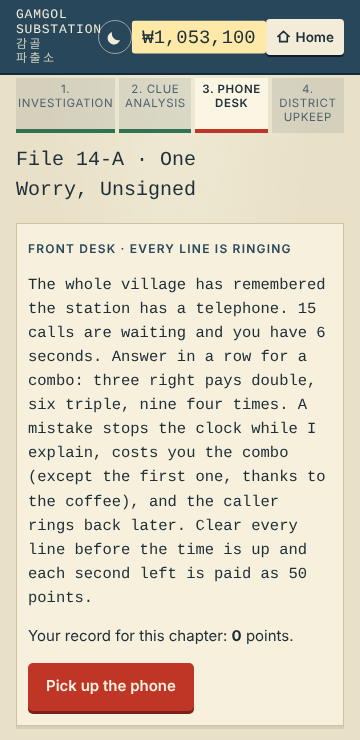 GAMGOL
SUBSTATION
감골
파출소
₩1,053,100
Home
1.
INVESTIGATION
2. CLUE
ANALYSIS
3. PHONE
DESK
4.
DISTRICT
UPKEEP
File 14-A · One
Worry, Unsigned
FRONT DESK · EVERY LINE IS RINGING
The whole village has remembered
the station has a telephone. 15
calls are waiting and you have 6
seconds. Answer in a row for a
combo: three right pays double,
six triple, nine four times. A
mistake stops the clock while I
explain, costs you the combo
(except the first one, thanks to
the coffee), and the caller
rings back later. Clear every
line before the time is up and
each second left is paid as 50
points.
Your record for this chapter: 0 points.
Pick up the phone